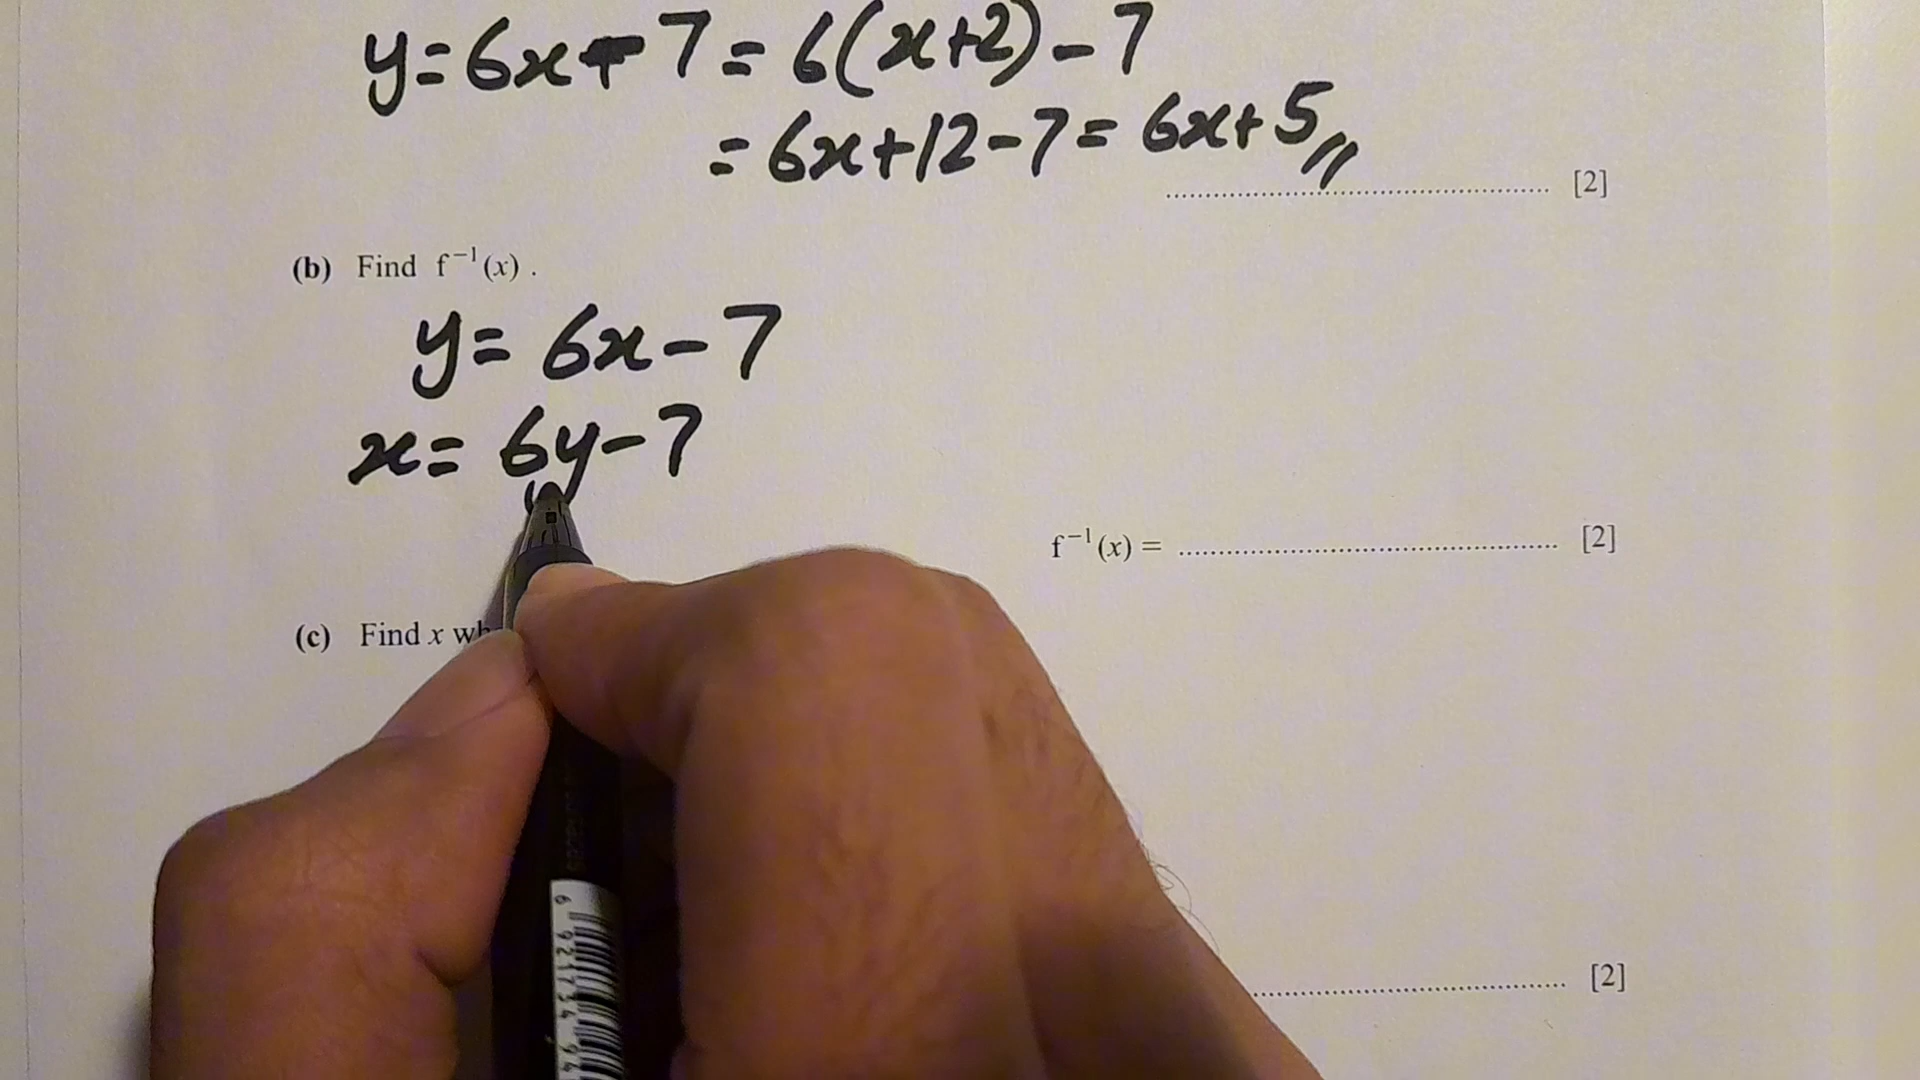 y = 6x - 7 = 6(x+2) - 7
= 6x + 12 - 7 = 6x + 5 //
[2]
(b) Find f⁻¹(x) .
y = 6x - 7
x = 6y - 7
f⁻¹(x) = [2]
(c) Find x
[2]